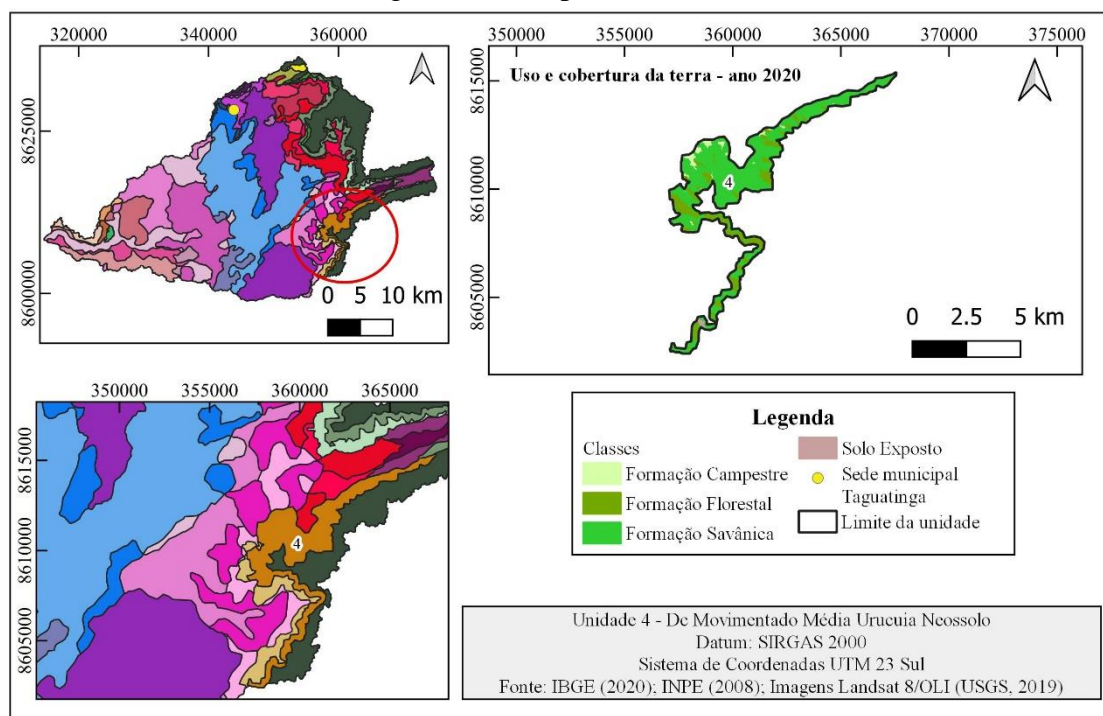 320000 340000 360000
8625000
8600000
0 5 10 km
350000 355000 360000 365000 370000 375000
Uso e cobertura da terra - ano 2020
8615000
8610000
8605000
4
0 2.5 5 km
350000 355000 360000 365000
8615000
8610000
8605000
4
Legenda
Classes
Formação Campestre
Formação Florestal
Formação Savânica
Solo Exposto
Sede municipal
Taguatinga
Limite da unidade
Unidade 4 - Dc Movimentado Média Urucuia Neossolo
Datum: SIRGAS 2000
Sistema de Coordenadas UTM 23 Sul
Fonte: IBGE (2020); INPE (2008); Imagens Landsat 8/OLI (USGS, 2019)